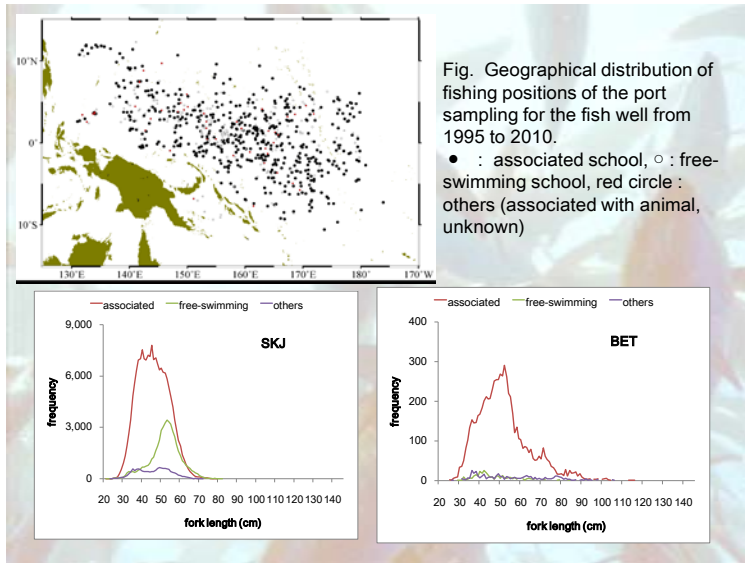 10°N
0°
10°S
130°E
140°E
150°E
160°E
170°E
180°
170°W
Fig. Geographical distribution of
fishing positions of the port
sampling for the fish well from
1995 to 2010.
● : associated school, ○ : free-
swimming school, red circle :
others (associated with animal,
unknown)
associated free-swimming others
9,000
6,000
3,000
0
SKJ
frequency
20 30 40 50 60 70 80 90 100 110 120 130 140
fork length (cm)
associated free-swimming others
400
300
200
100
0
BET
frequency
20 30 40 50 60 70 80 90 100 110 120 130 140
fork length (cm)